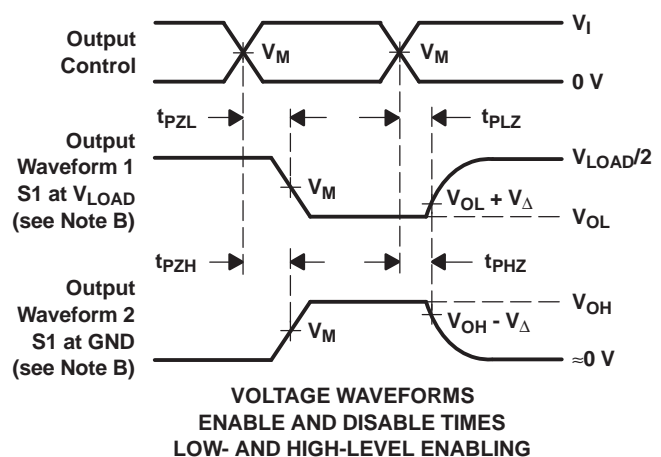 Output
Control
V_M
V_M
V_I
0 V
t_PZL
t_PLZ
Output
Waveform 1
S1 at V_LOAD
(see Note B)
V_M
V_LOAD/2
V_OL + V_Δ
V_OL
t_PZH
t_PHZ
Output
Waveform 2
S1 at GND
(see Note B)
V_M
V_OH
V_OH - V_Δ
≈0 V
VOLTAGE WAVEFORMS
ENABLE AND DISABLE TIMES
LOW- AND HIGH-LEVEL ENABLING